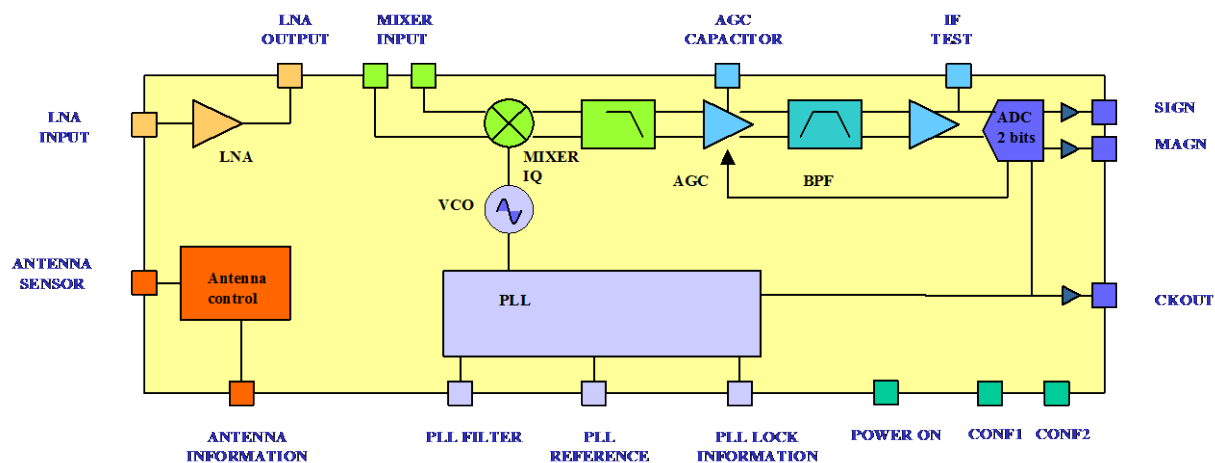 LNA
OUTPUT
MIXER
INPUT
AGC
CAPACITOR
IF
TEST
LNA
INPUT
LNA
MIXER
IQ
VCO
AGC
BPF
ADC
2 bits
SIGN
MAGN
ANTENNA
SENSOR
Antenna
control
PLL
CKOUT
ANTENNA
INFORMATION
PLL FILTER
PLL
REFERENCE
PLL LOCK
INFORMATION
POWER ON
CONF1
CONF2